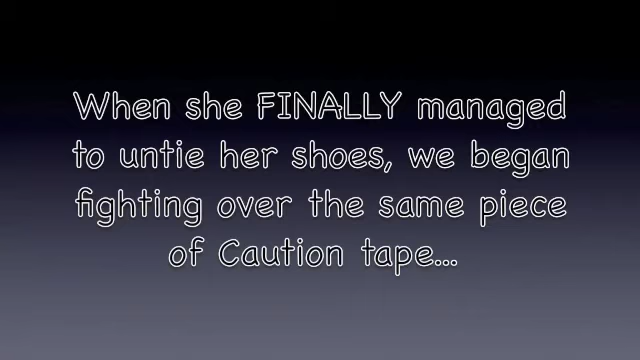 When she FINALLY managed
to untie her shoes, we began
fighting over the same piece
of Caution tape...